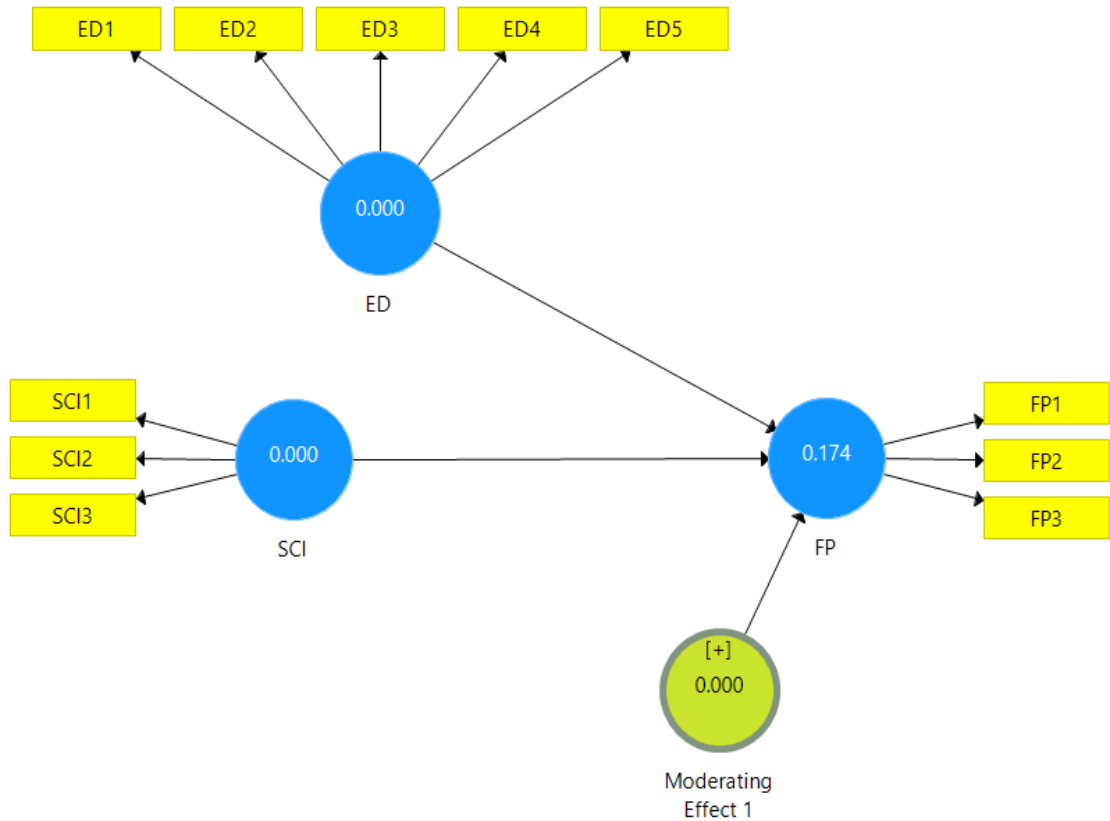 ED1
ED2
ED3
ED4
ED5
0.000
ED
SCI1
SCI2
SCI3
0.000
SCI
0.174
FP
FP1
FP2
FP3
[+]
0.000
Moderating
Effect 1